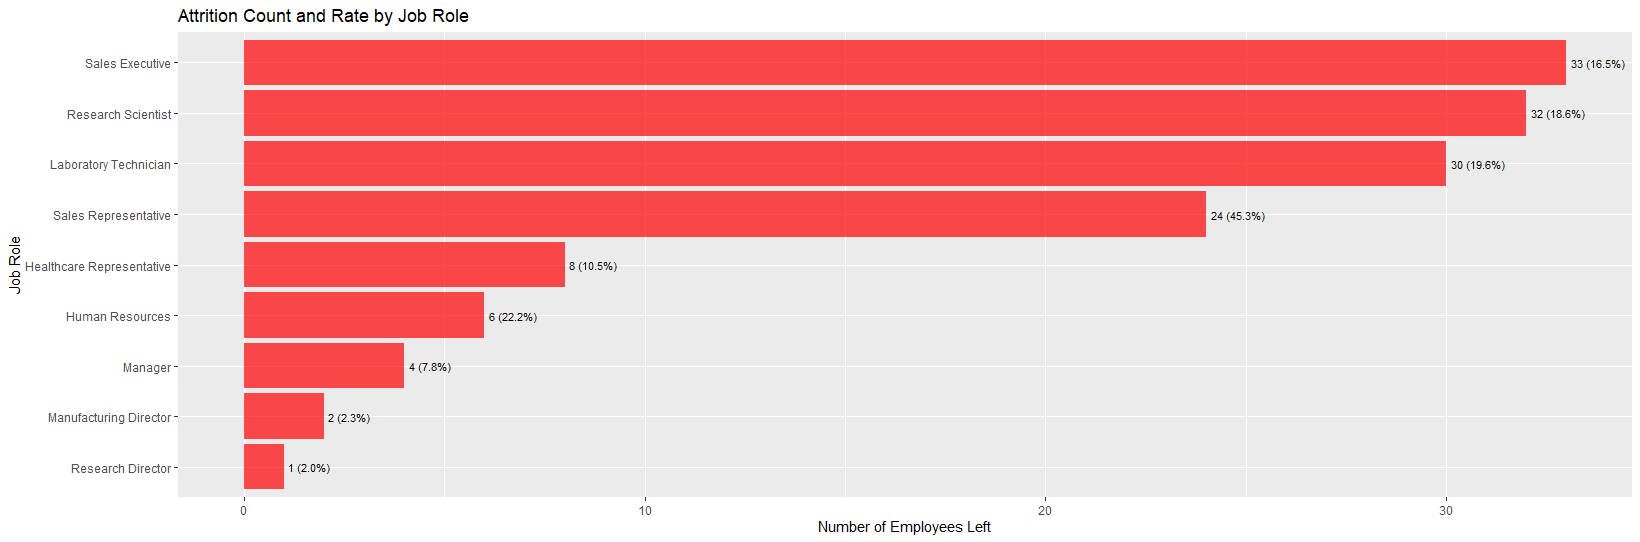 Attrition Count and Rate by Job Role
Job Role
Sales Executive
33 (16.5%)
Research Scientist
32 (18.6%)
Laboratory Technician
30 (19.6%)
Sales Representative
24 (45.3%)
Healthcare Representative
8 (10.5%)
Human Resources
6 (22.2%)
Manager
4 (7.8%)
Manufacturing Director
2 (2.3%)
Research Director
1 (2.0%)
0
10
20
30
Number of Employees Left